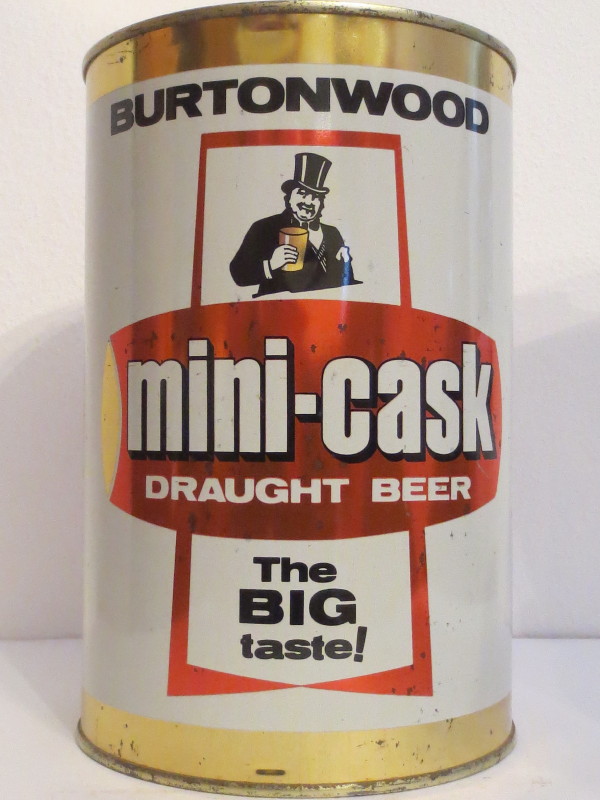 BURTONWOOD
mini-cask
DRAUGHT BEER
The
BIG
taste!